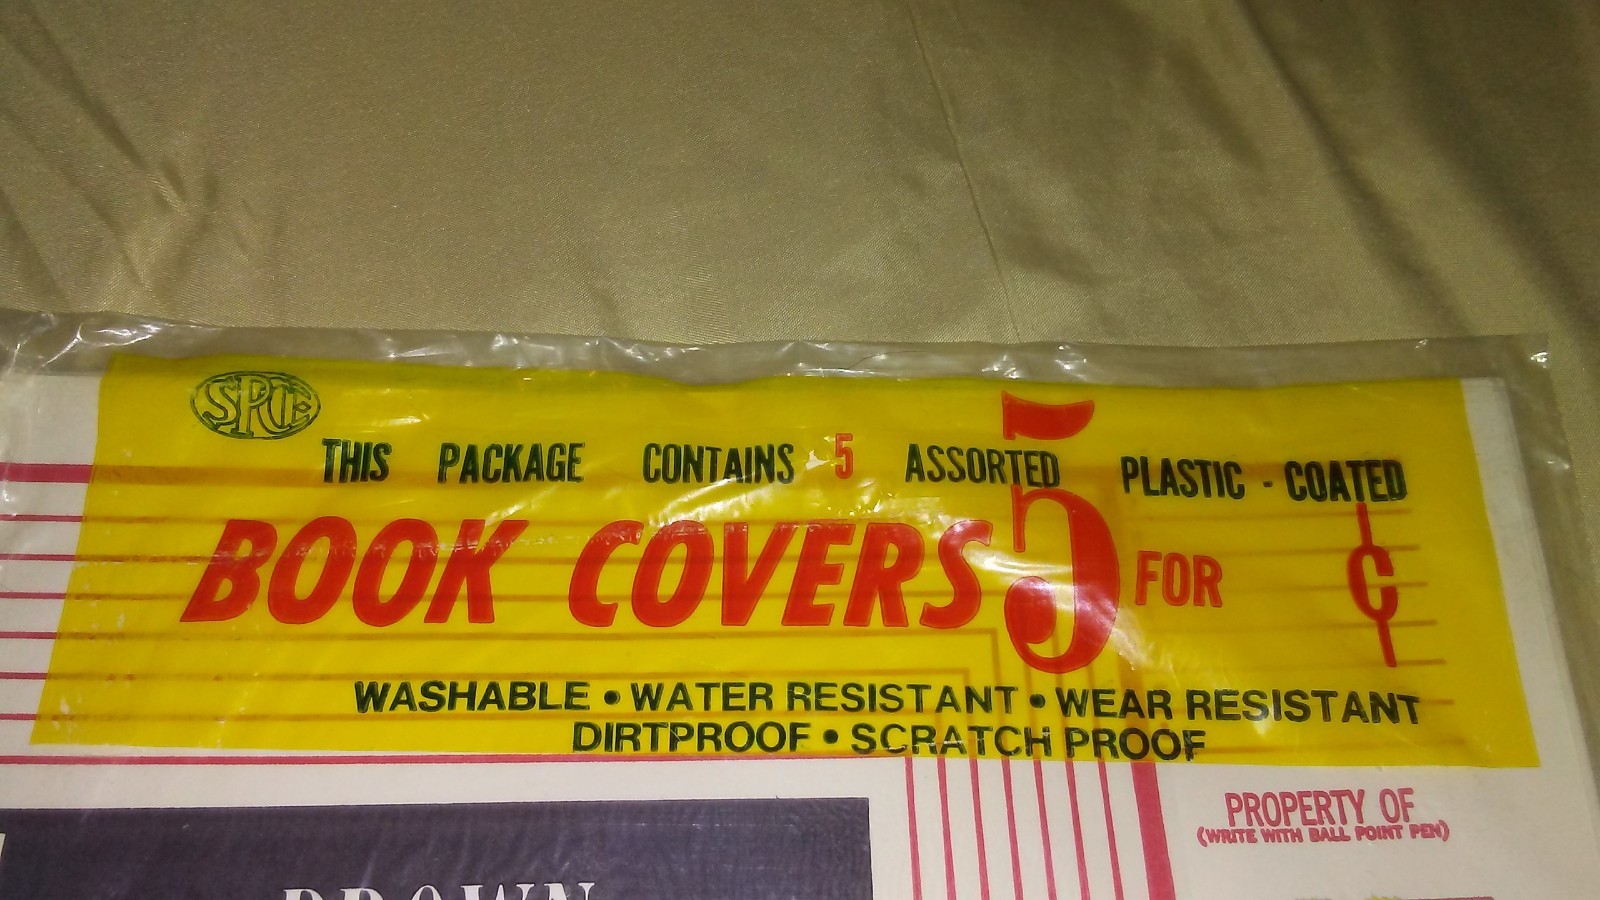 THIS PACKAGE CONTAINS 5 ASSORTED PLASTIC - COATED
BOOK COVERS 5 FOR ¢
WASHABLE • WATER RESISTANT • WEAR RESISTANT
DIRTPROOF • SCRATCH PROOF
PROPERTY OF
(WRITE WITH BALL POINT PEN)
BROWN